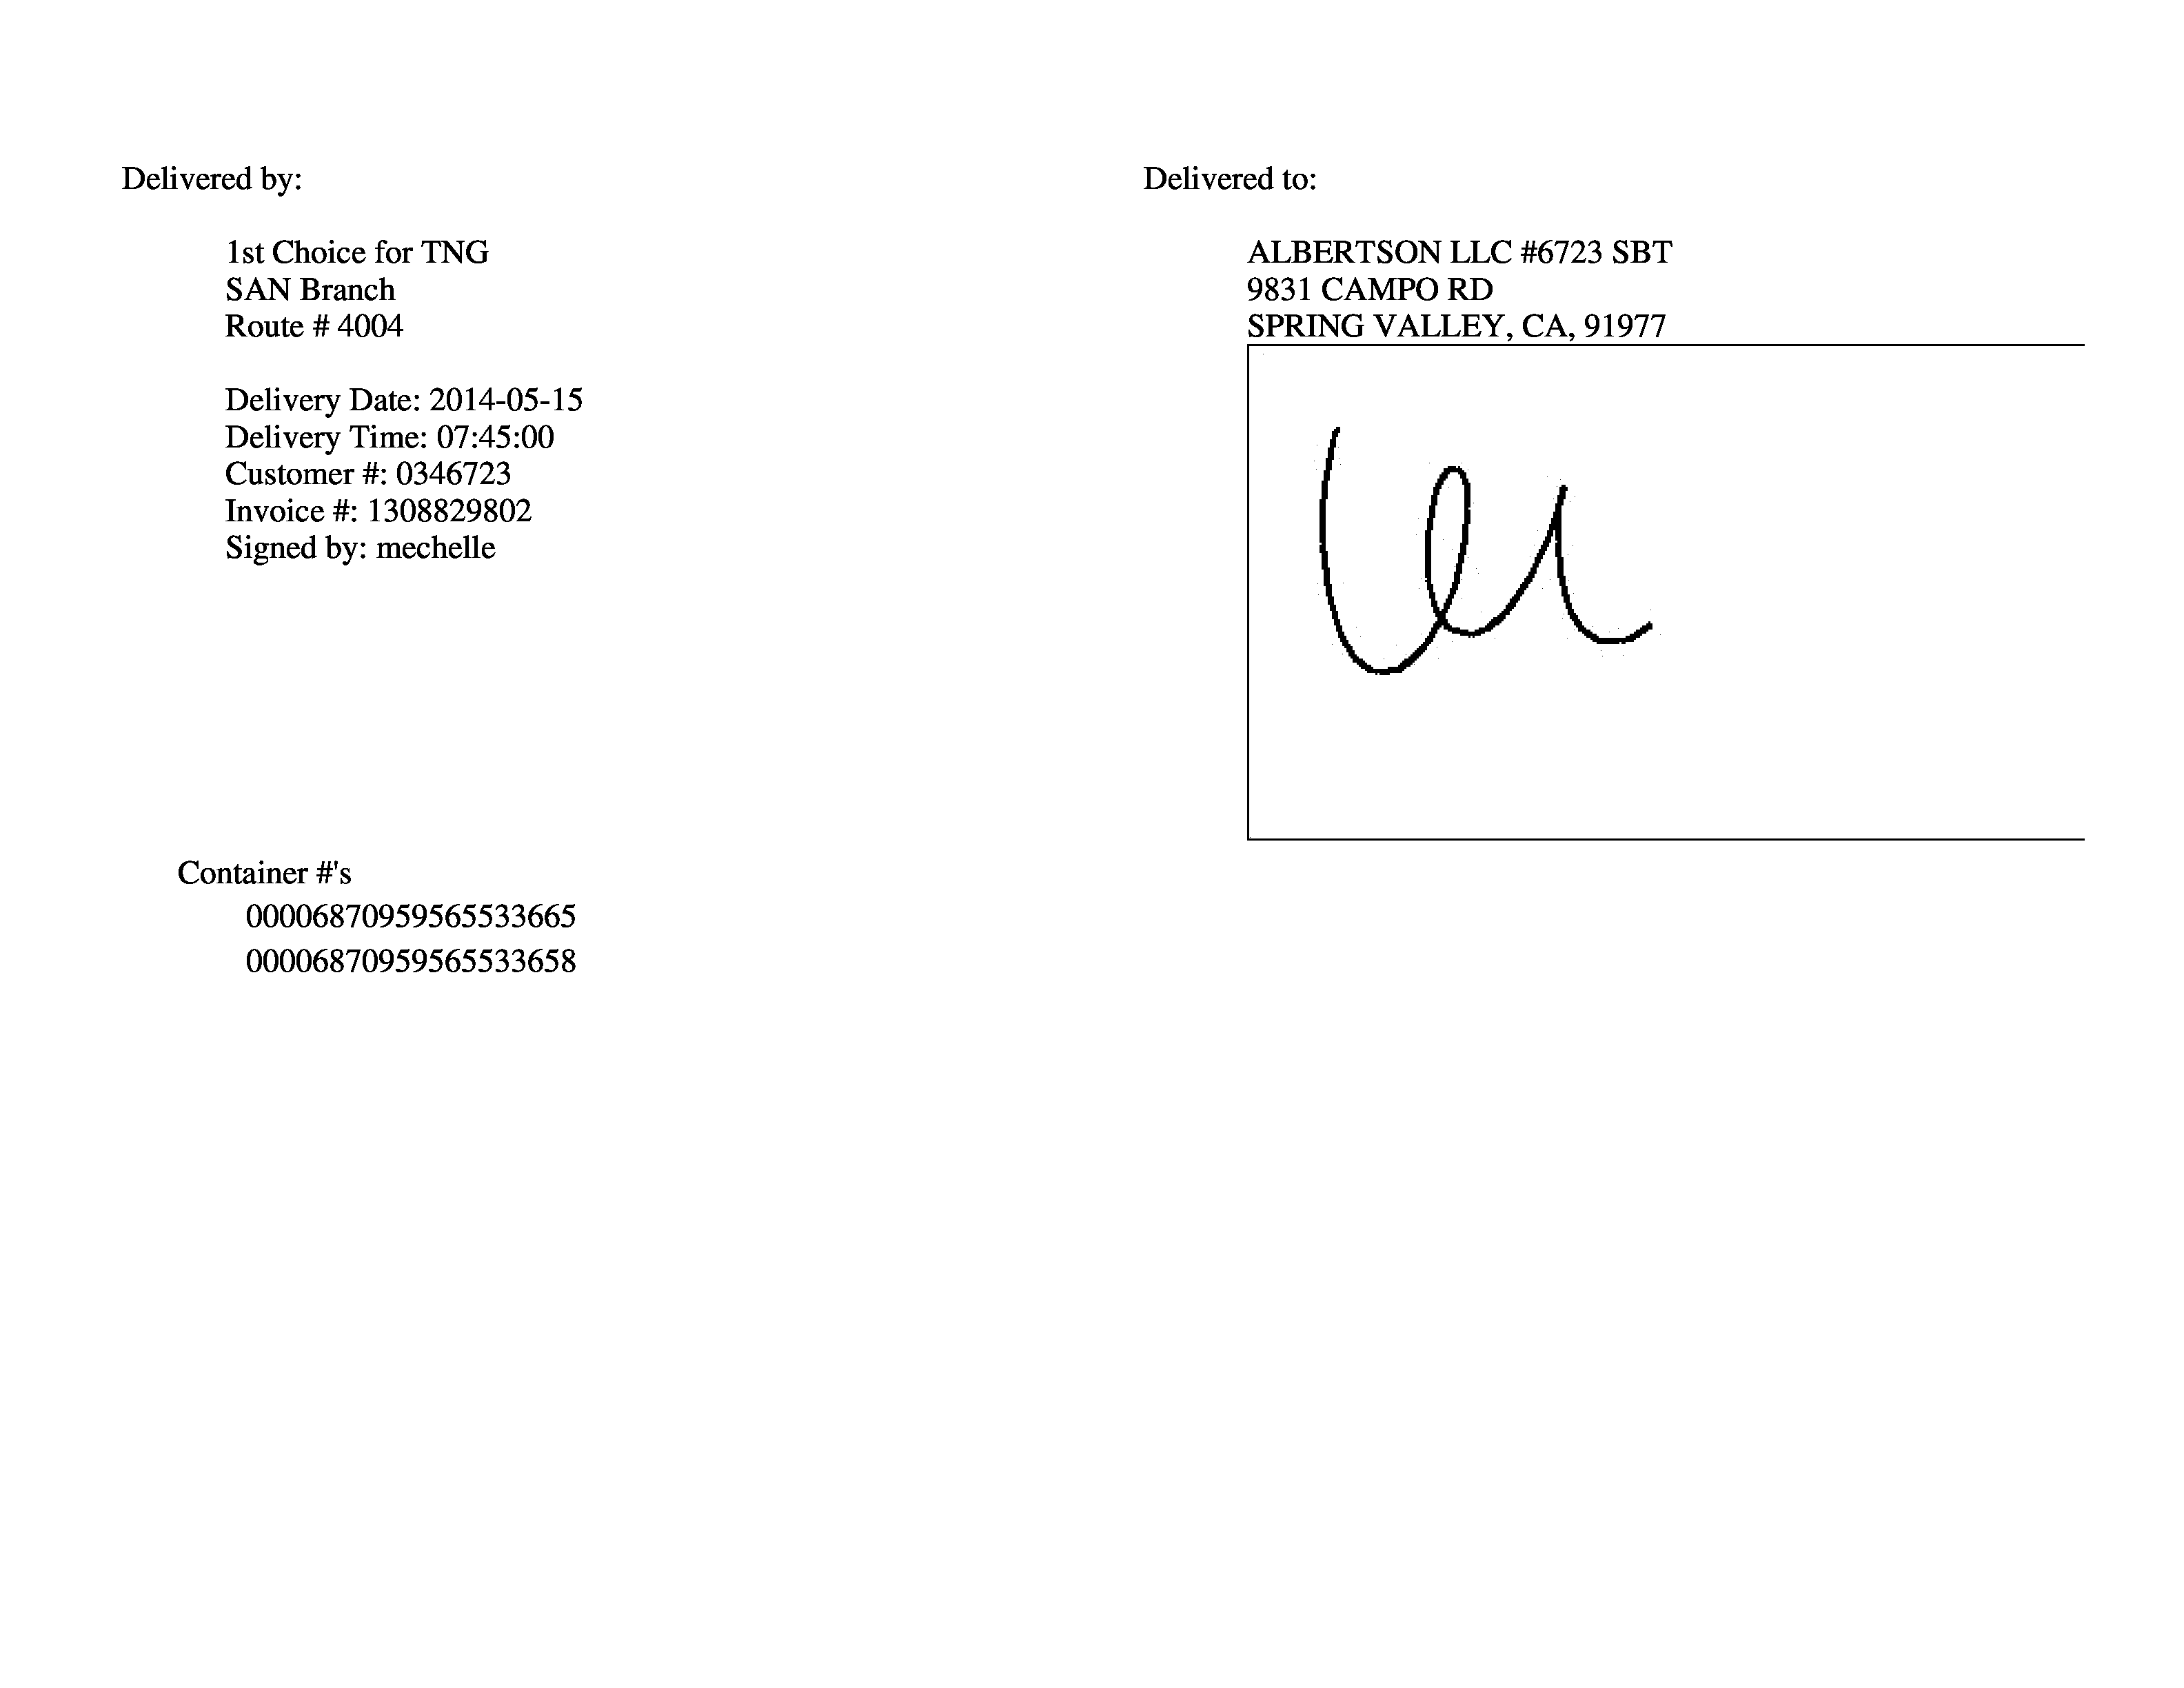 Delivered by:
1st Choice for TNG
SAN Branch
Route # 4004
Delivery Date: 2014-05-15
Delivery Time: 07:45:00
Customer #: 0346723
Invoice #: 1308829802
Signed by: mechelle
Delivered to:
ALBERTSON LLC #6723 SBT
9831 CAMPO RD
SPRING VALLEY, CA, 91977
Container #'s
00006870959565533665
00006870959565533658